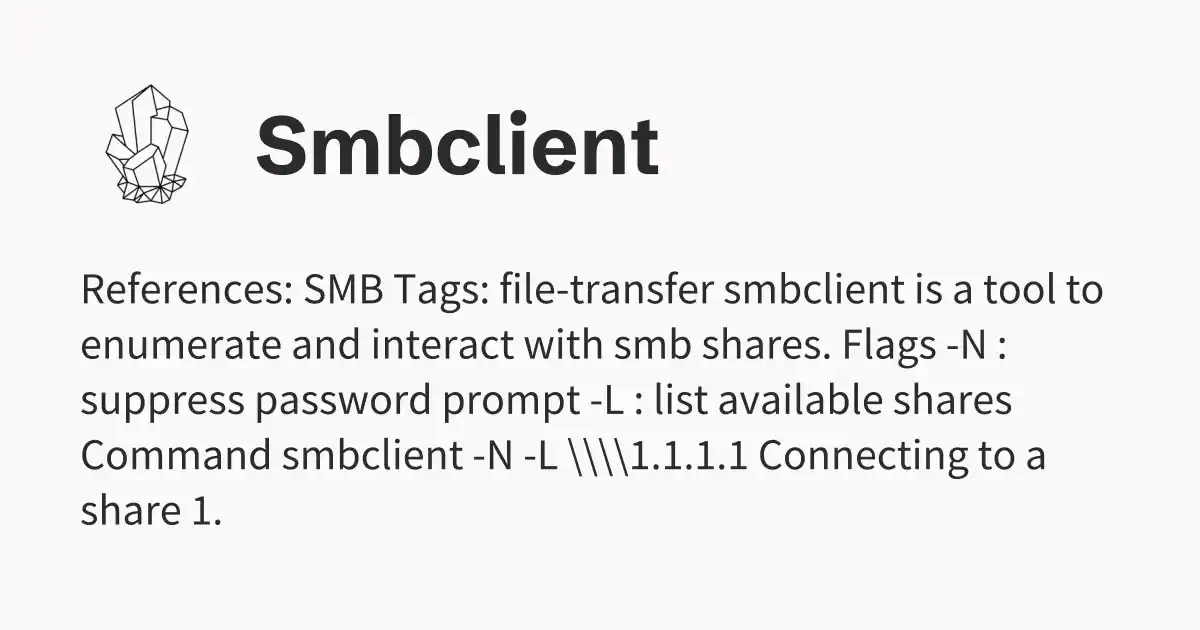 Smbclient
References: SMB Tags: file-transfer smbclient is a tool to
enumerate and interact with smb shares. Flags -N :
suppress password prompt -L : list available shares
Command smbclient -N -L \\\\1.1.1.1 Connecting to a
share 1.